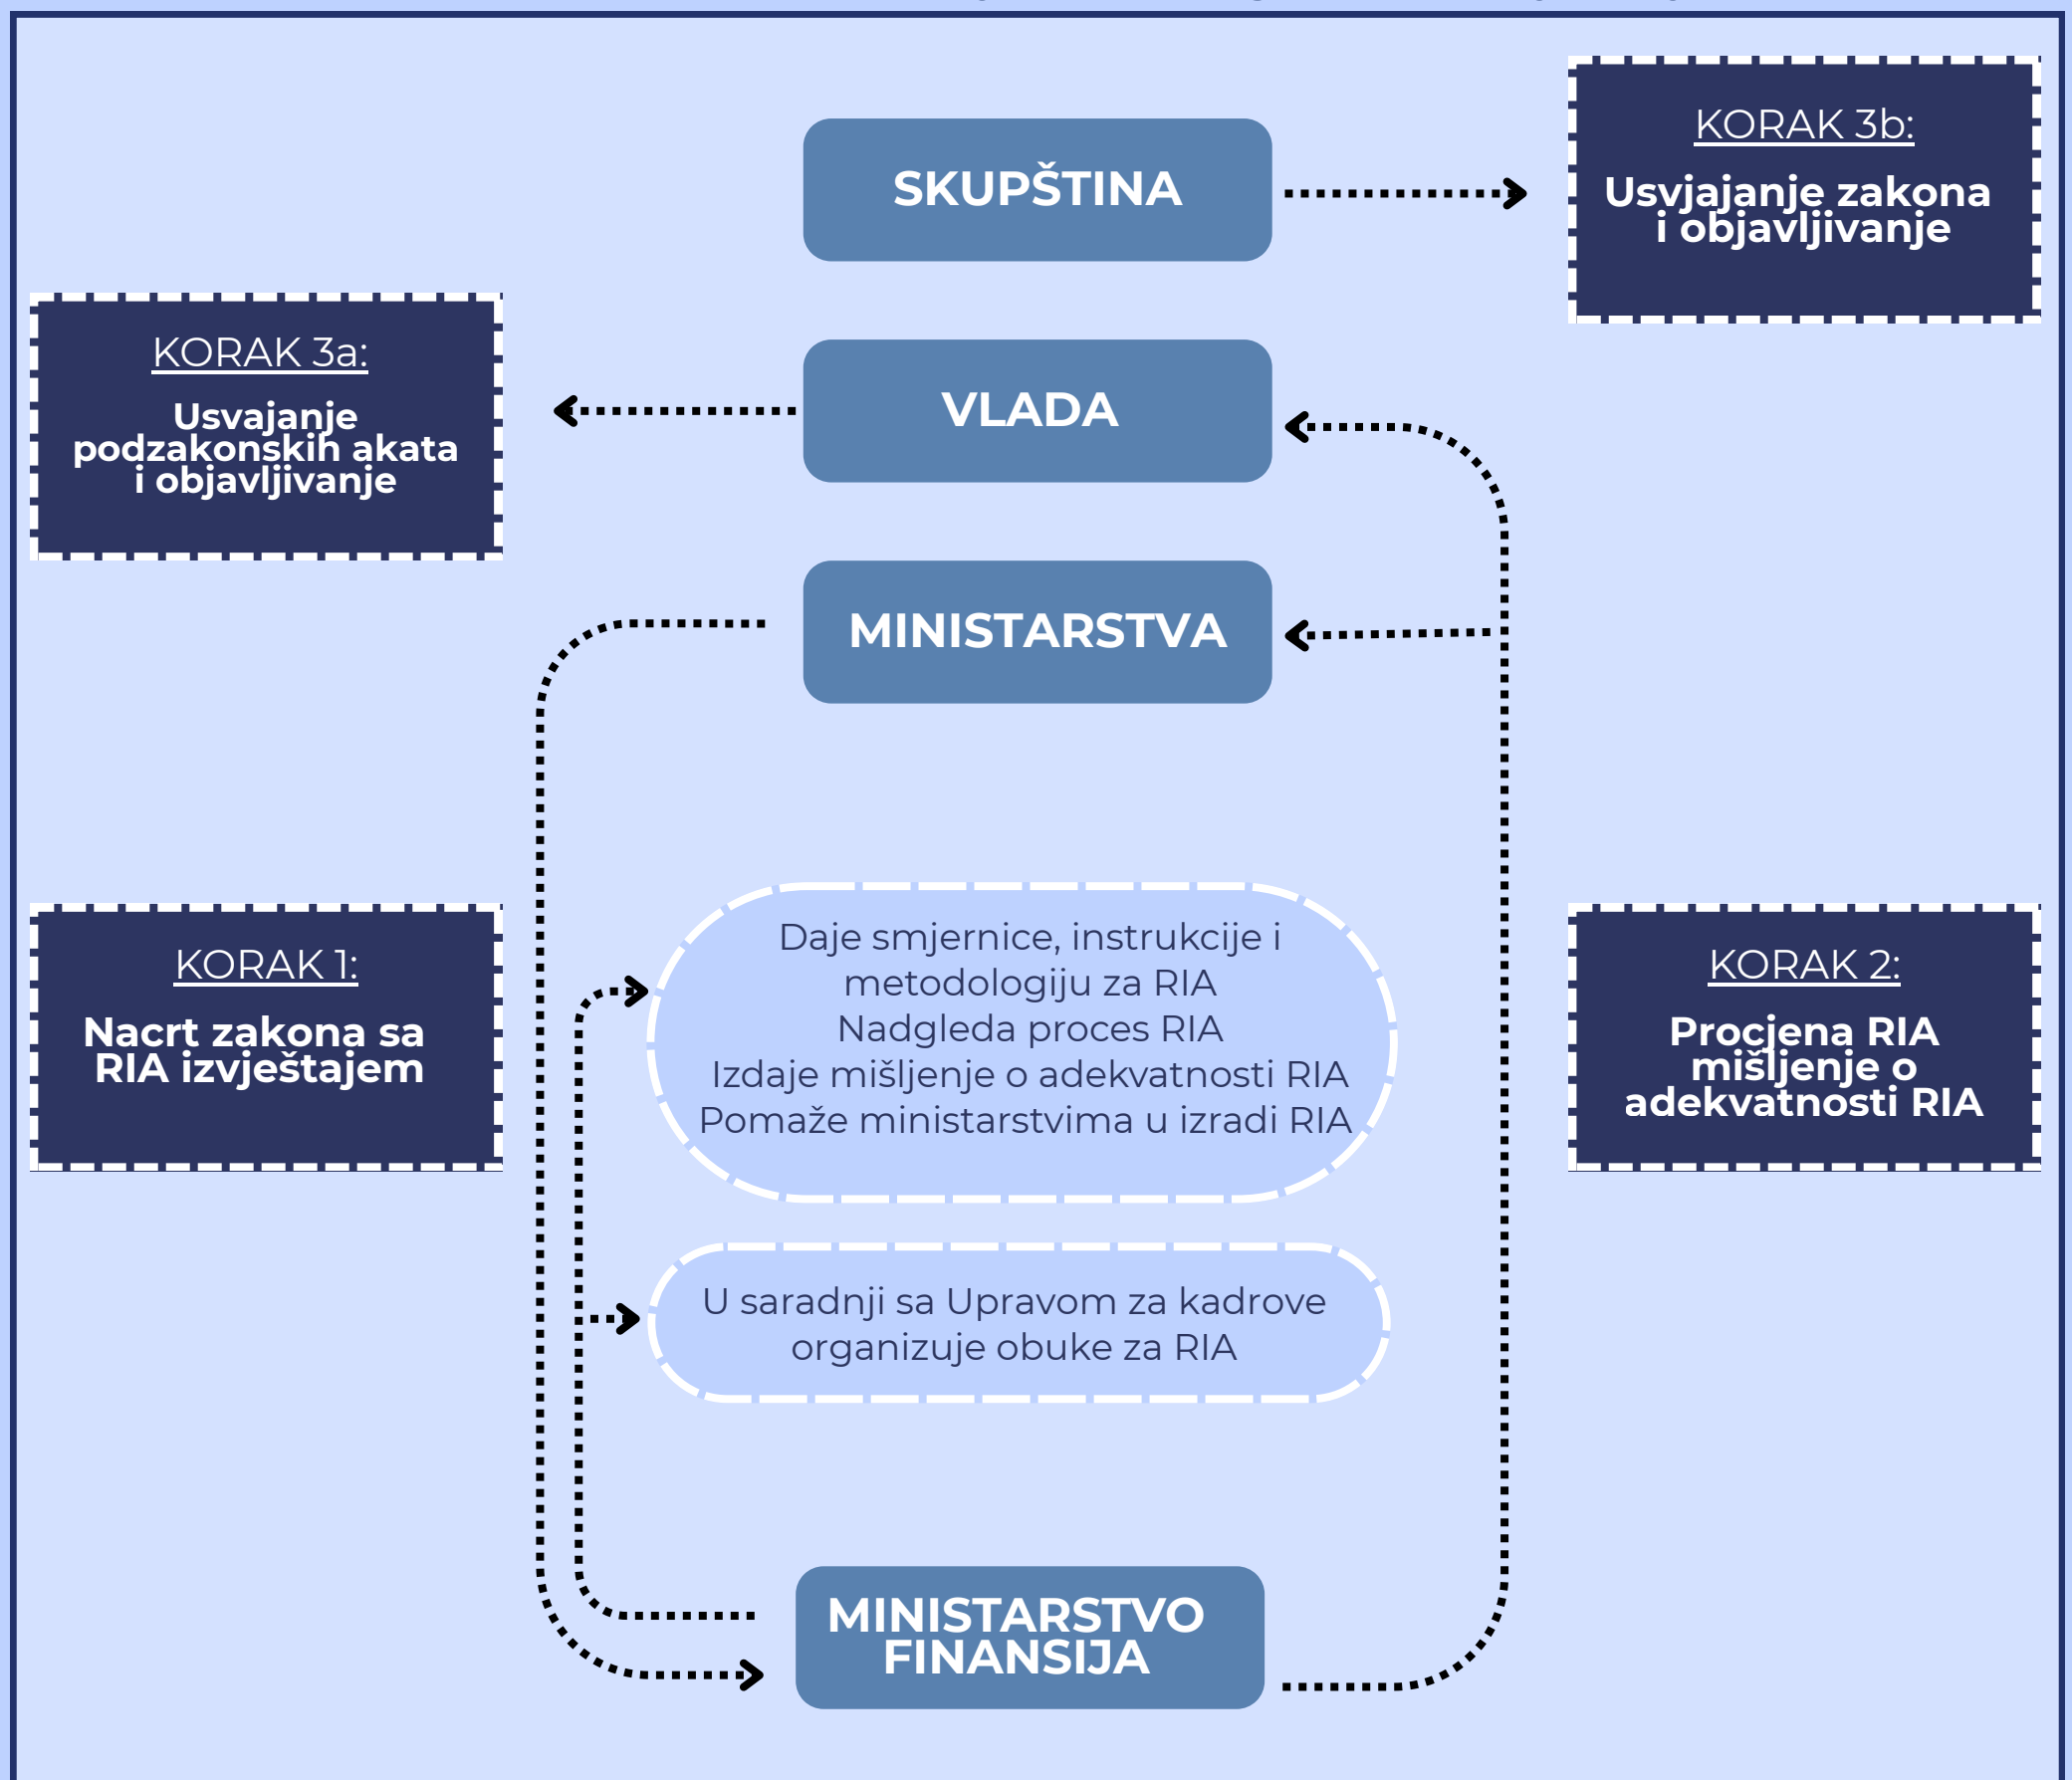 KORAK 3b:
Usvjajanje zakona
i objavljivanje
SKUPŠTINA
KORAK 3a:
Usvajanje
podzakonskih akata
i objavljivanje
VLADA
MINISTARSTVA
KORAK 1:
Nacrt zakona sa
RIA izvještajem
Daje smjernice, instrukcije i
metodologiju za RIA
Nadgleda proces RIA
Izdaje mišljenje o adekvatnosti RIA
Pomaže ministarstvima u izradi RIA
KORAK 2:
Procjena RIA
mišljenje o
adekvatnosti RIA
U saradnji sa Upravom za kadrove
organizuje obuke za RIA
MINISTARSTVO
FINANSIJA